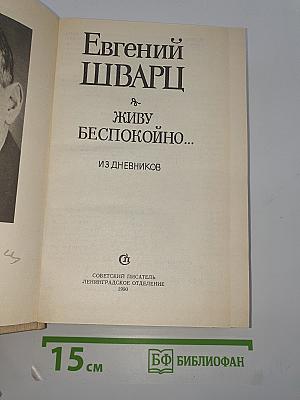 Евгений
ШВАРЦ
ЖИВУ
БЕСПОКОЙНО...
ИЗ ДНЕВНИКОВ
СОВЕТСКИЙ ПИСАТЕЛЬ
ЛЕНИНГРАДСКОЕ ОТДЕЛЕНИЕ
1990
15 см
БФ БИБЛИОФАН